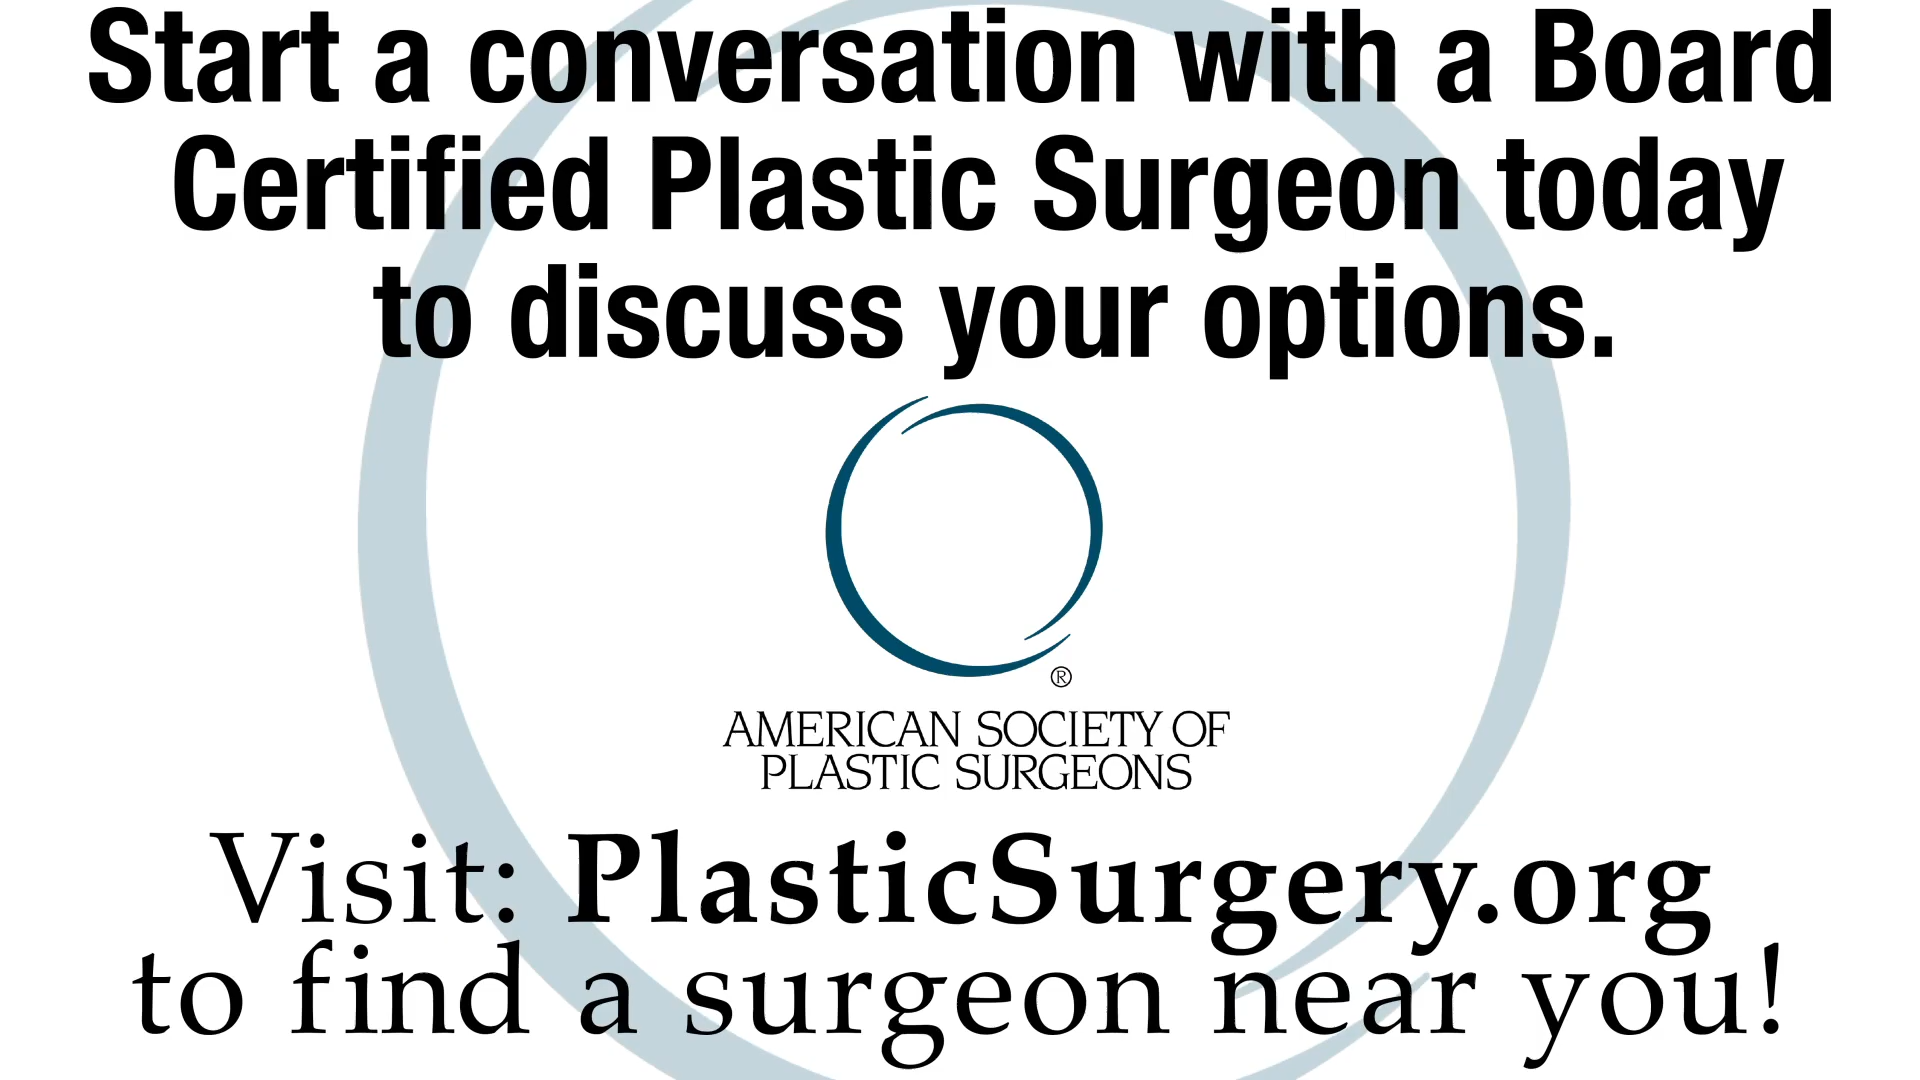 Start a conversation with a Board
Certified Plastic Surgeon today
to discuss your options.
®
AMERICAN SOCIETY OF
PLASTIC SURGEONS
Visit: PlasticSurgery.org
to find a surgeon near you!